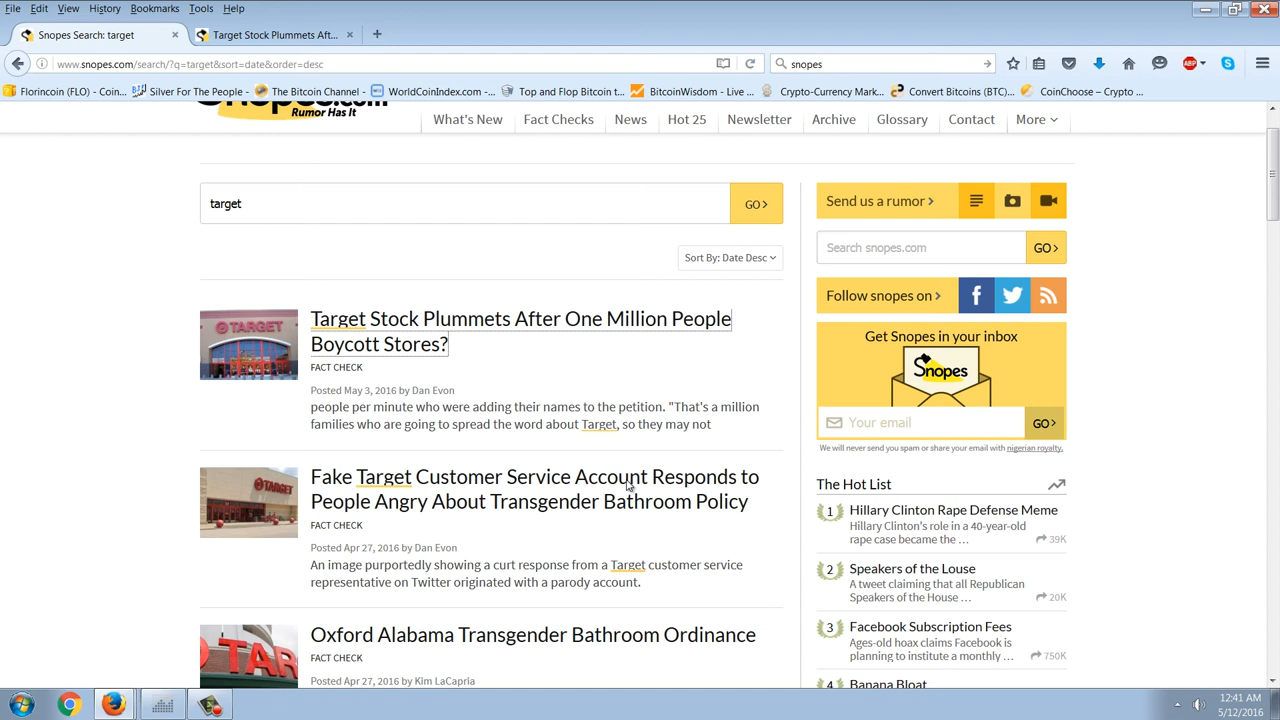 File Edit View History Bookmarks Tools Help
Snopes Search: target × Target Stock Plummets Aft... × +
www.snopes.com/search/?q=target&sort=date&order=desc snopes ABP
Florincoin (FLO) - Coin... Silver For The People - ... The Bitcoin Channel - ... WorldCoinIndex.com -... Top and Flop Bitcoin t... BitcoinWisdom - Live ... Crypto-Currency Mark... Convert Bitcoins (BTC)... CoinChoose – Crypto ...
Snopes.com
Rumor Has It
What's New Fact Checks News Hot 25 Newsletter Archive Glossary Contact More
target GO>
Sort By: Date Desc
TARGET
Target Stock Plummets After One Million People
Boycott Stores?
FACT CHECK
Posted May 3, 2016 by Dan Evon
people per minute who were adding their names to the petition. "That's a million
families who are going to spread the word about Target, so they may not
TARGET
Fake Target Customer Service Account Responds to
People Angry About Transgender Bathroom Policy
FACT CHECK
Posted Apr 27, 2016 by Dan Evon
An image purportedly showing a curt response from a Target customer service
representative on Twitter originated with a parody account.
TAR
Oxford Alabama Transgender Bathroom Ordinance
FACT CHECK
Posted Apr 27, 2016 by Kim LaCapria
Send us a rumor >
Search snopes.com GO>
Follow snopes on >
Get Snopes in your inbox
Snopes
Your email GO>
We will never send you spam or share your email with nigerian royalty.
The Hot List
1 Hillary Clinton Rape Defense Meme
Hillary Clinton's role in a 40-year-old
rape case became the ... 39K
2 Speakers of the Louse
A tweet claiming that all Republican
Speakers of the House ... 20K
3 Facebook Subscription Fees
Ages-old hoax claims Facebook is
planning to institute a monthly ... 750K
4 Banana Bloat
12:41 AM
5/12/2016